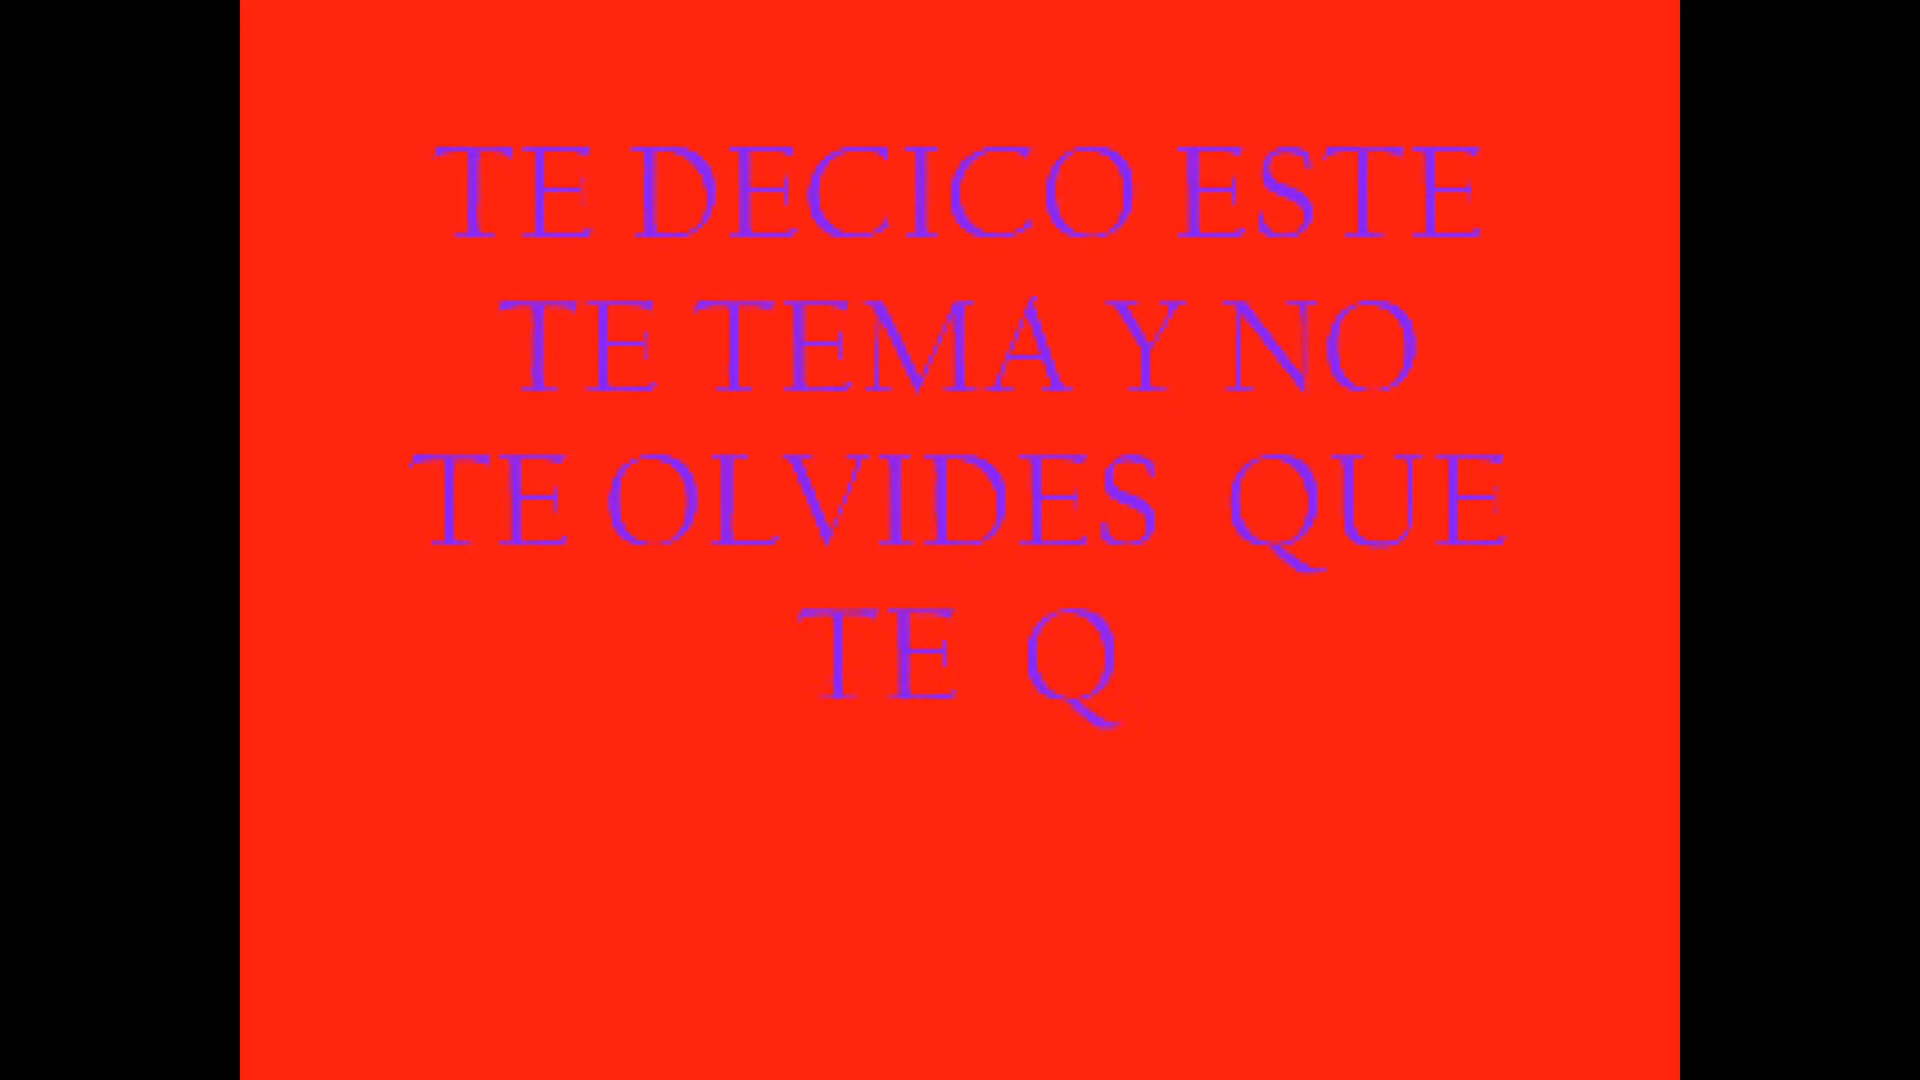 TE DECICO ESTE
TE TEMA Y NO
TE OLVIDES  QUE
TE  Q